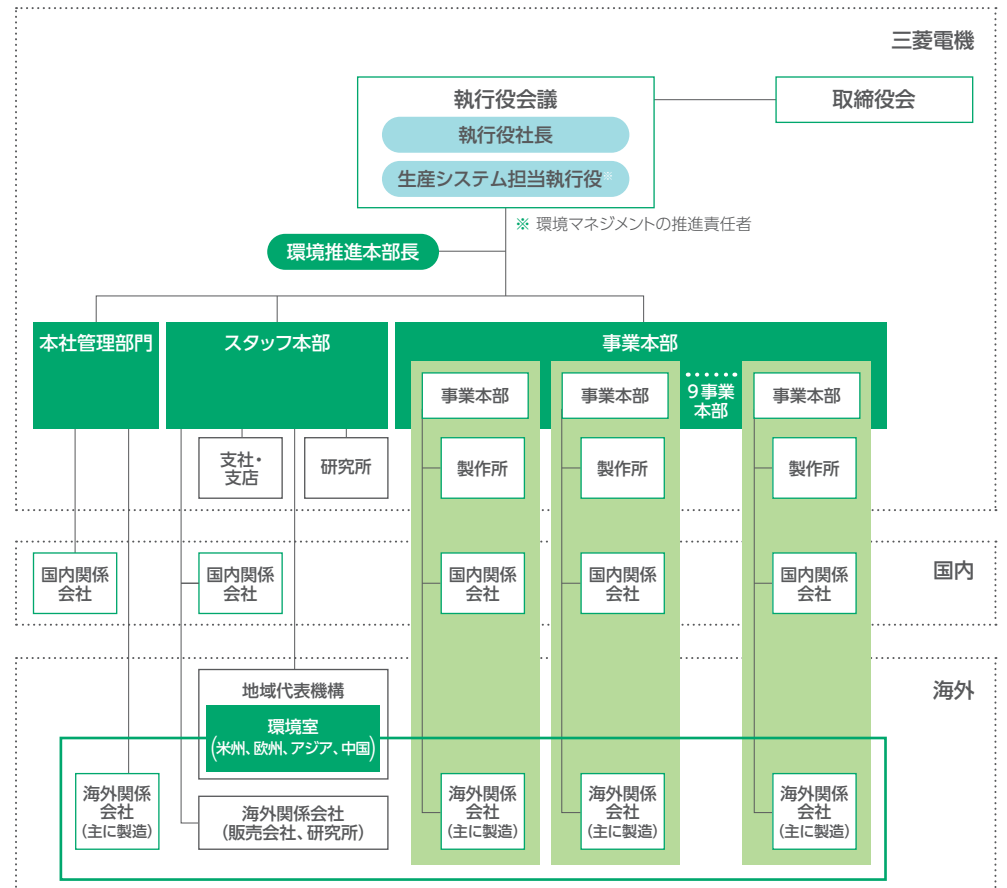 三菱電機
執行役会議
取締役会
執行役社長
生産システム担当執行役※
※ 環境マネジメントの推進責任者
環境推進本部長
本社管理部門
スタッフ本部
事業本部
事業本部
事業本部
……
9事業
本部
事業本部
支社・
支店
研究所
製作所
製作所
製作所
国内
国内関係
会社
国内関係
会社
国内関係
会社
国内関係
会社
国内関係
会社
海外
地域代表機構
環境室
(米州、欧州、アジア、中国)
海外関係
会社
(主に製造)
海外関係会社
(販売会社、研究所)
海外関係
会社
(主に製造)
海外関係
会社
(主に製造)
海外関係
会社
(主に製造)